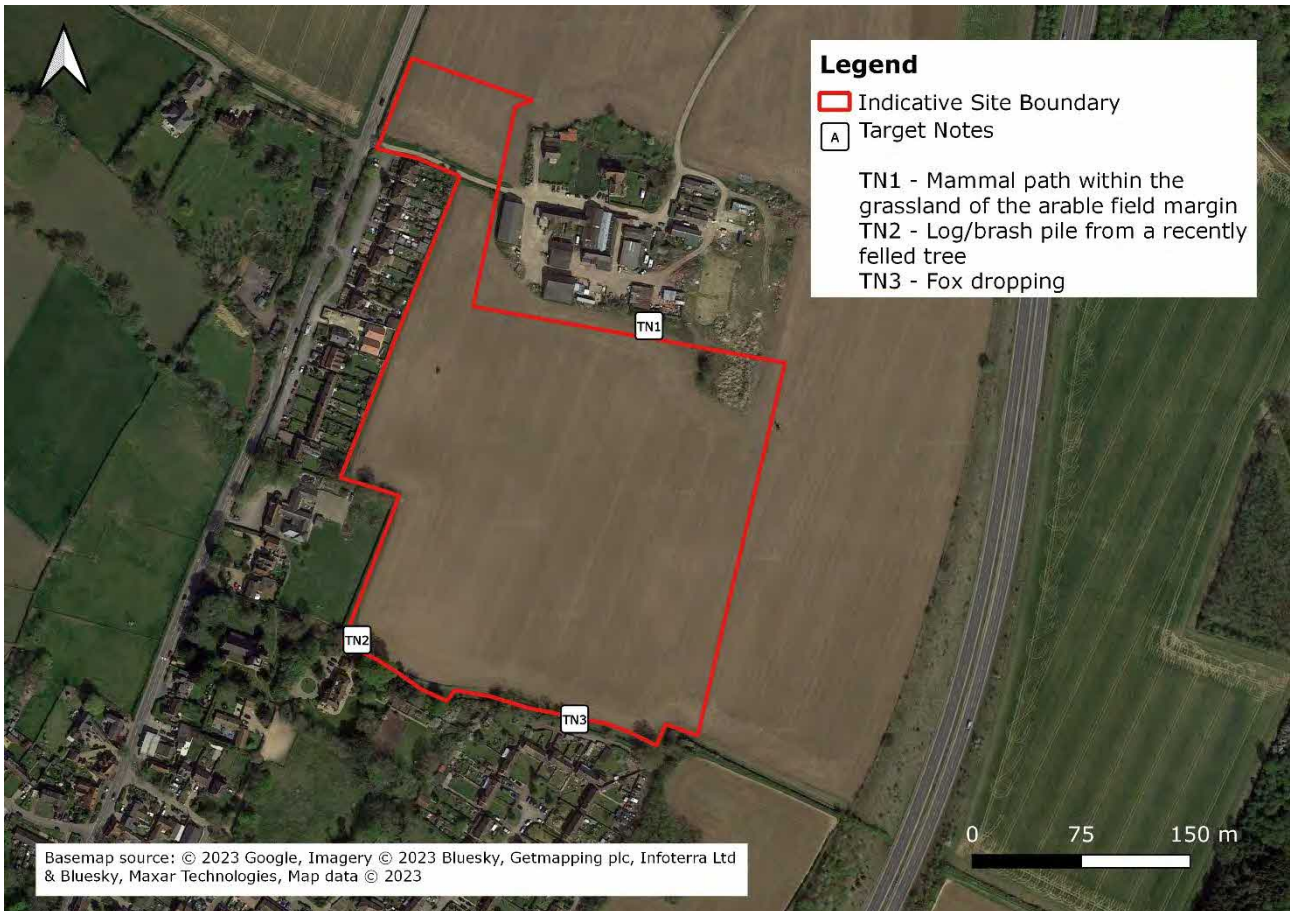 Legend
Indicative Site Boundary
A Target Notes
TN1 - Mammal path within the
grassland of the arable field margin
TN2 - Log/brash pile from a recently
felled tree
TN3 - Fox dropping
TN1
TN2
TN3
0 75 150 m
Basemap source: © 2023 Google, Imagery © 2023 Bluesky, Getmapping plc, Infoterra Ltd
& Bluesky, Maxar Technologies, Map data © 2023